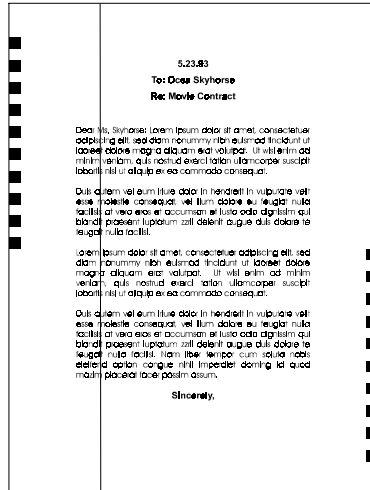 5.23.93
To: Ocea Skyhorse
Re: Movie Contract
Dear Ms. Skyhorse: Lorem ipsum dolor sit amet, consectetuer
adipiscing elit, sed diam nonummy nibh euismod tincidunt ut
laoreet dolore magna aliquam erat volutpat. Ut wisi enim ad
minim veniam, quis nostrud exerci tation ullamcorper suscipit
lobortis nisl ut aliquip ex ea commodo consequat.
Duis autem vel eum iriure dolor in hendrerit in vulputate velit
esse molestie consequat, vel illum dolore eu feugiat nulla
facilisis at vero eros et accumsan et iusto odio dignissim qui
blandit praesent luptatum zzril delenit augue duis dolore te
feugait nulla facilisi.
Lorem ipsum dolor sit amet, consectetuer adipiscing elit, sed
diam nonummy nibh euismod tincidunt ut laoreet dolore
magna aliquam erat volutpat. Ut wisi enim ad minim
veniam, quis nostrud exerci tation ullamcorper suscipit
lobortis nisl ut aliquip ex ea commodo consequat.
Duis autem vel eum iriure dolor in hendrerit in vulputate velit
esse molestie consequat, vel illum dolore eu feugiat nulla
facilisis at vero eros et accumsan et iusto odio dignissim qui
blandit praesent luptatum zzril delenit augue duis dolore te
feugait nulla facilisi. Nam liber tempor cum soluta nobis
eleifend option congue nihil imperdiet doming id quod
mazim placerat facer possim assum.
Sincerely,